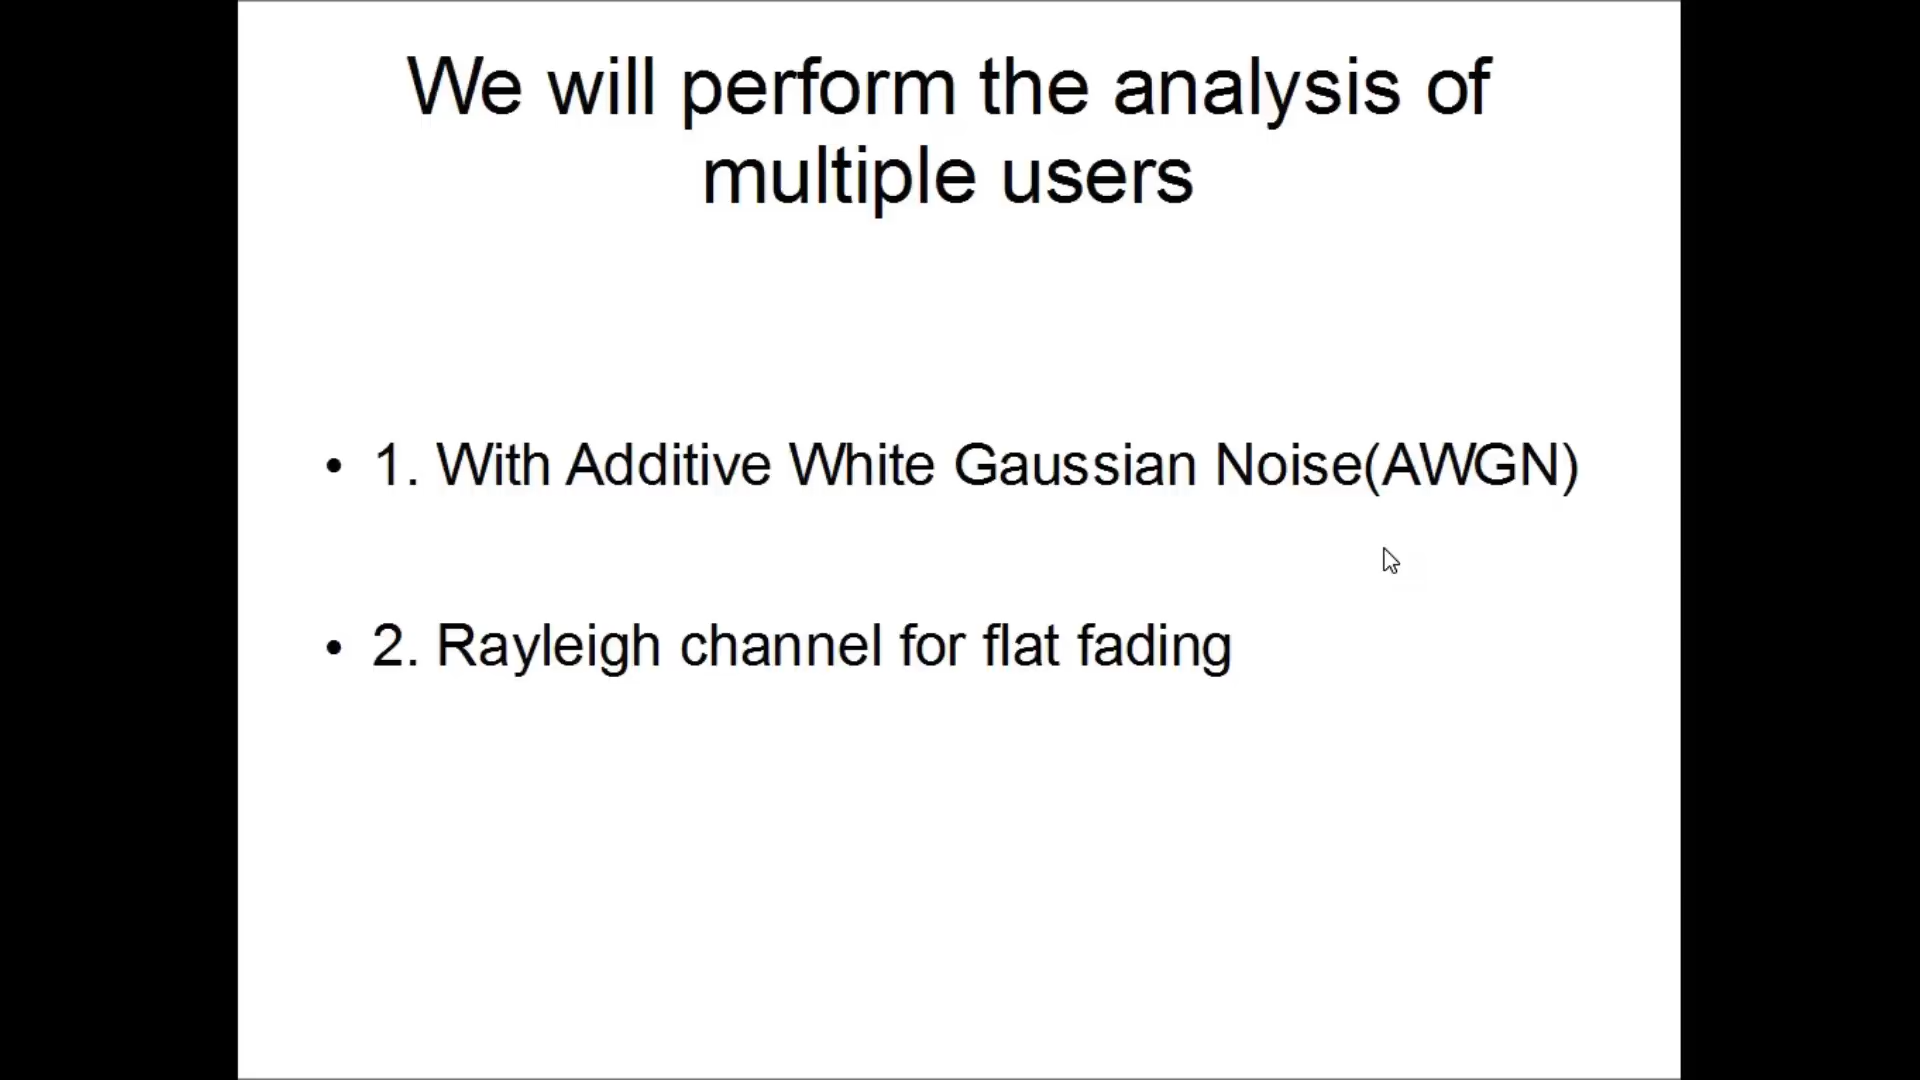 We will perform the analysis of
multiple users
• 1. With Additive White Gaussian Noise(AWGN)
• 2. Rayleigh channel for flat fading